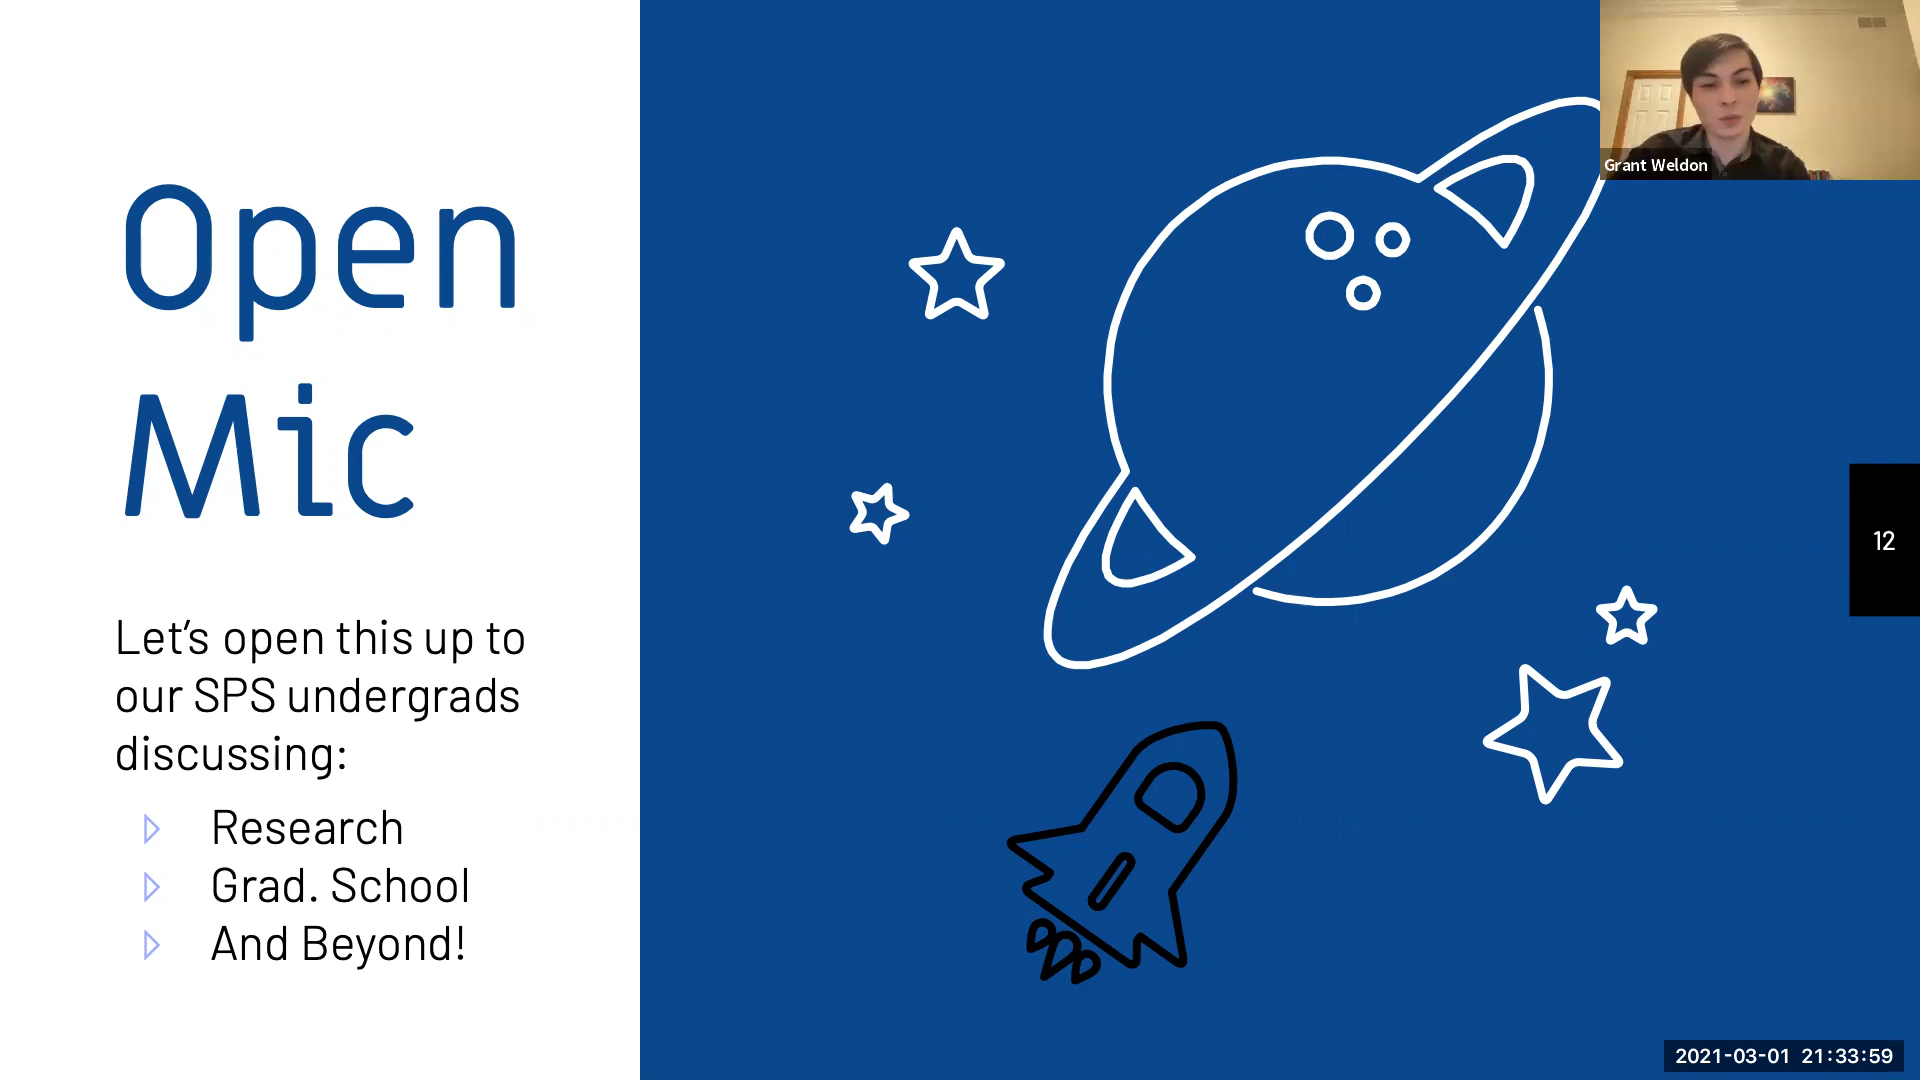 Open
Mic
Let's open this up to
our SPS undergrads
discussing:
Research
Grad. School
And Beyond!
Grant Weldon
12
2021-03-01 21:33:59